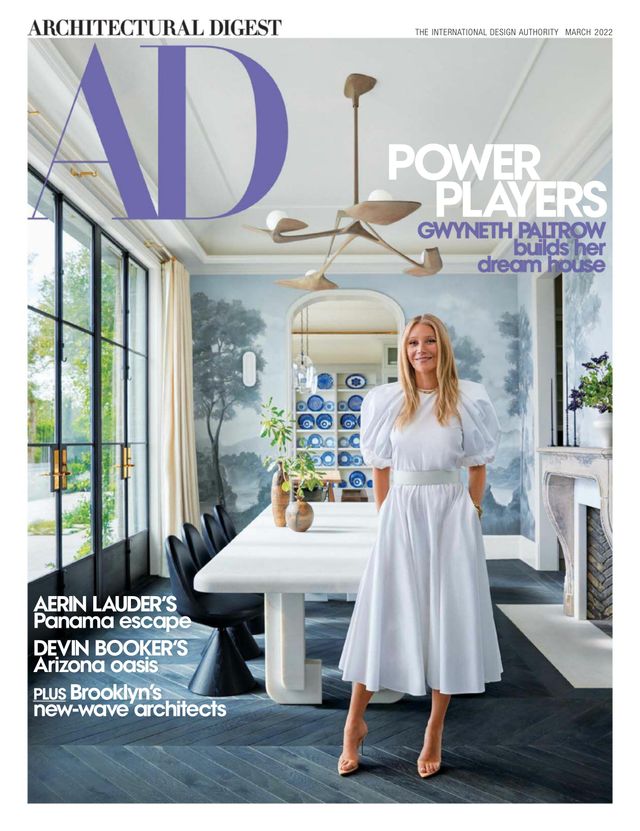 ARCHITECTURAL DIGEST
THE INTERNATIONAL DESIGN AUTHORITY MARCH 2022
AD
POWER
PLAYERS
GWYNETH PALTROW
builds her
dream house
AERIN LAUDER'S
Panama escape
DEVIN BOOKER'S
Arizona oasis
PLUS Brooklyn's
new-wave architects